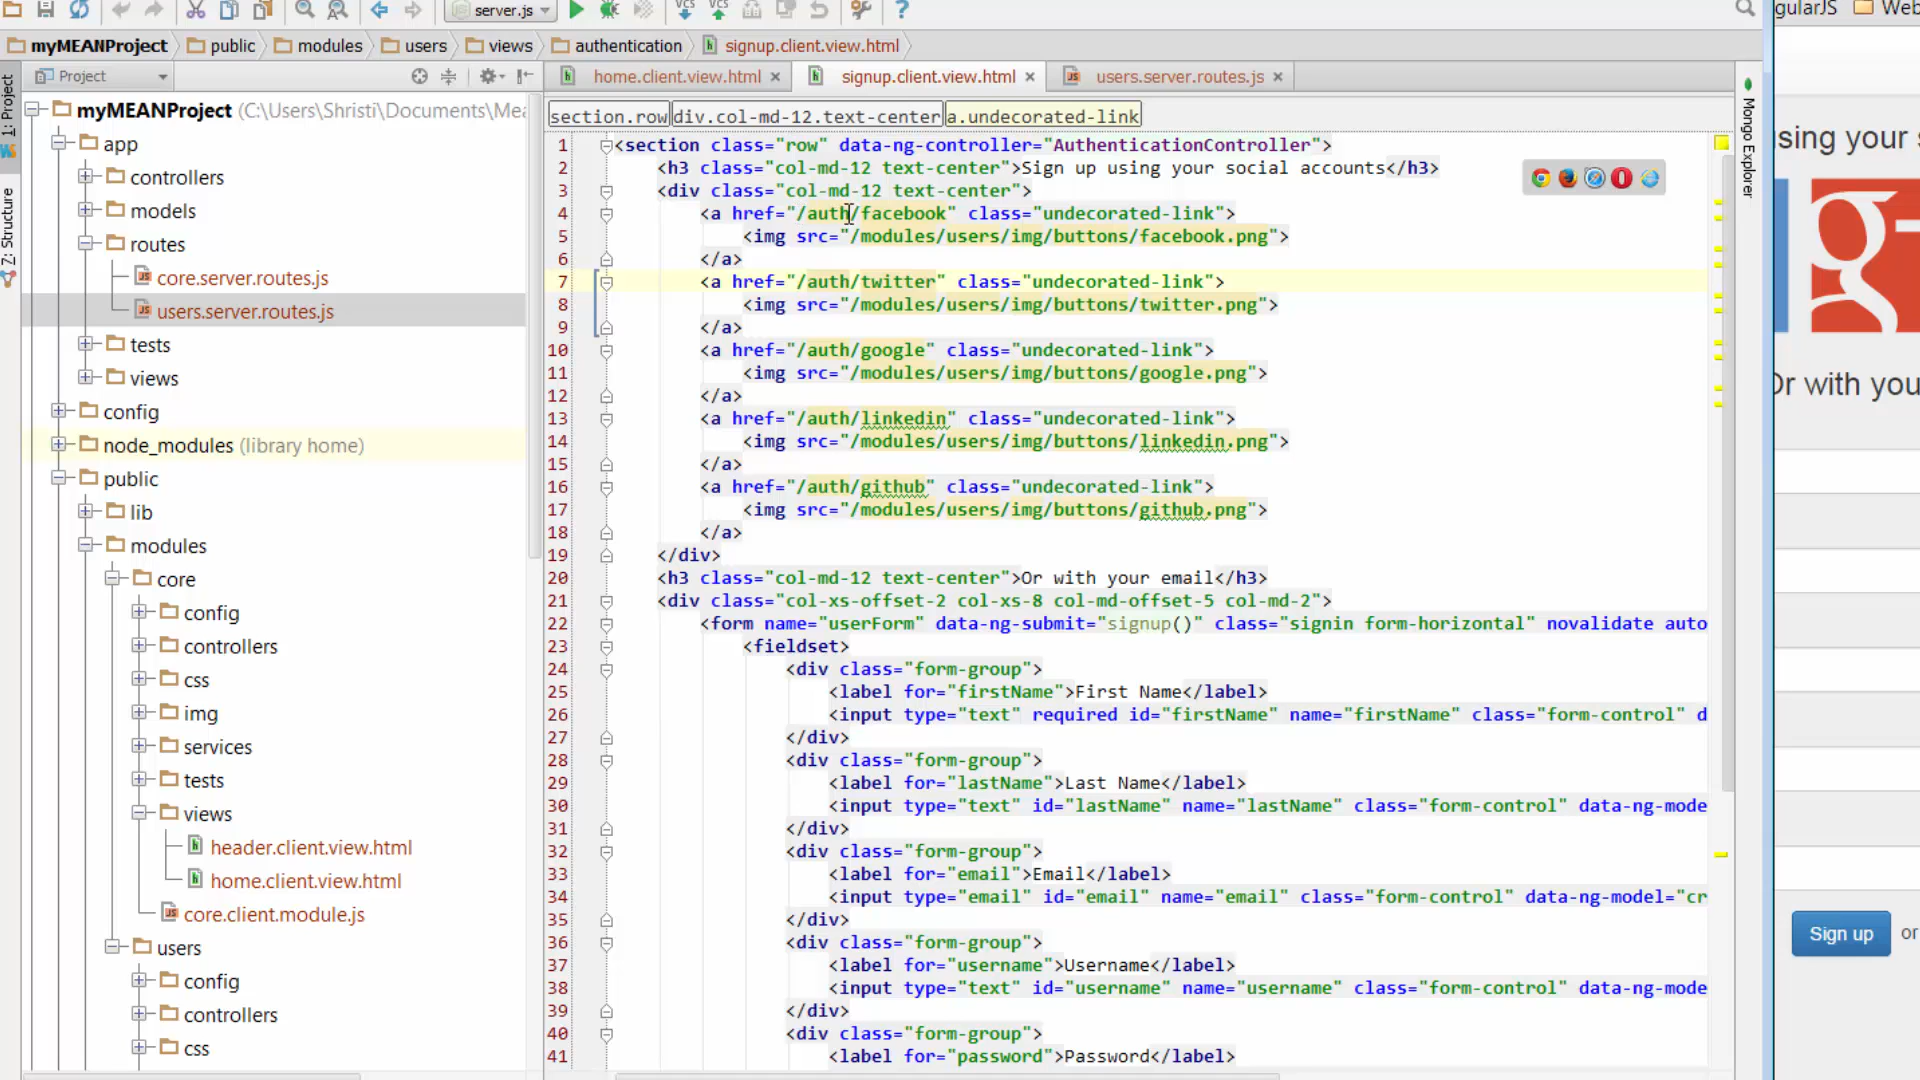 server.js
VCS VCS
gularJS Web
myMEANProject public modules users views authentication signup.client.view.html
Project
home.client.view.html signup.client.view.html users.server.routes.js
1: Project
Z: Structure
myMEANProject (C:\Users\Shristi\Documents\Mea
app
controllers
models
routes
core.server.routes.js
users.server.routes.js
tests
views
config
node_modules (library home)
public
lib
modules
core
config
controllers
css
img
services
tests
views
header.client.view.html
home.client.view.html
core.client.module.js
users
config
controllers
css
section.row div.col-md-12.text-center a.undecorated-link
1 <section class="row" data-ng-controller="AuthenticationController">
2 <h3 class="col-md-12 text-center">Sign up using your social accounts</h3>
3 <div class="col-md-12 text-center">
4 <a href="/auth/facebook" class="undecorated-link">
5 <img src="/modules/users/img/buttons/facebook.png">
6 </a>
7 <a href="/auth/twitter" class="undecorated-link">
8 <img src="/modules/users/img/buttons/twitter.png">
9 </a>
10 <a href="/auth/google" class="undecorated-link">
11 <img src="/modules/users/img/buttons/google.png">
12 </a>
13 <a href="/auth/linkedin" class="undecorated-link">
14 <img src="/modules/users/img/buttons/linkedin.png">
15 </a>
16 <a href="/auth/github" class="undecorated-link">
17 <img src="/modules/users/img/buttons/github.png">
18 </a>
19 </div>
20 <h3 class="col-md-12 text-center">Or with your email</h3>
21 <div class="col-xs-offset-2 col-xs-8 col-md-offset-5 col-md-2">
22 <form name="userForm" data-ng-submit="signup()" class="signin form-horizontal" novalidate auto
23 <fieldset>
24 <div class="form-group">
25 <label for="firstName">First Name</label>
26 <input type="text" required id="firstName" name="firstName" class="form-control" d
27 </div>
28 <div class="form-group">
29 <label for="lastName">Last Name</label>
30 <input type="text" id="lastName" name="lastName" class="form-control" data-ng-mode
31 </div>
32 <div class="form-group">
33 <label for="email">Email</label>
34 <input type="email" id="email" name="email" class="form-control" data-ng-model="cr
35 </div>
36 <div class="form-group">
37 <label for="username">Username</label>
38 <input type="text" id="username" name="username" class="form-control" data-ng-mode
39 </div>
40 <div class="form-group">
41 <label for="password">Password</label>
Mongo Explorer
sing your s
g+
Or with you
Sign up or